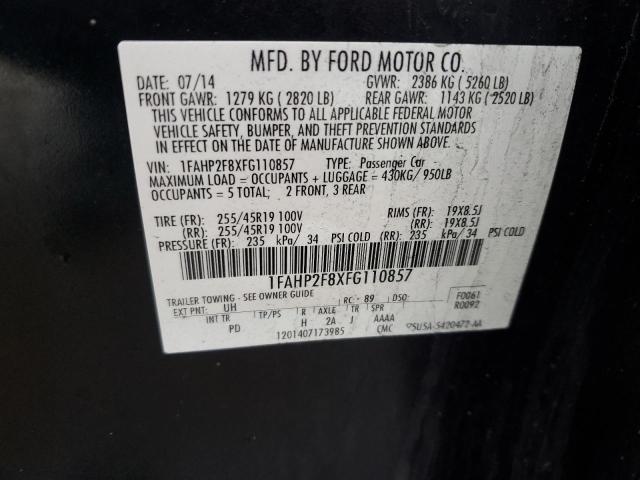 MFD. BY FORD MOTOR CO.
DATE: 07/14 GVWR: 2386 KG ( 5260 LB)
FRONT GAWR: 1279 KG ( 2820 LB) REAR GAWR: 1143 KG ( 2520 LB)
THIS VEHICLE CONFORMS TO ALL APPLICABLE FEDERAL MOTOR
VEHICLE SAFETY, BUMPER, AND THEFT PREVENTION STANDARDS
IN EFFECT ON THE DATE OF MANUFACTURE SHOWN ABOVE.
VIN: 1FAHP2F8XFG110857 TYPE: Passenger Car
MAXIMUM LOAD = OCCUPANTS + LUGGAGE = 430KG/ 950LB
OCCUPANTS = 5 TOTAL; 2 FRONT, 3 REAR
TIRE (FR): 255/45R19 100V RIMS (FR): 19X8.5J
(RR): 255/45R19 100V (RR): 19X8.5J
PRESSURE (FR): 235 kPa/ 34 PSI COLD (RR) 235 kPa/ 34 PSI COLD
1FAHP2F8XFG110857
TRAILER TOWING - SEE OWNER GUIDE
EXT PNT: UH RC: 89 DSO: F0061
R0092
INT TR TP/PS R AXLE TR SPR
PD H 2A J AAAA
1201407173985 CMC 5U5A-5420472-AA